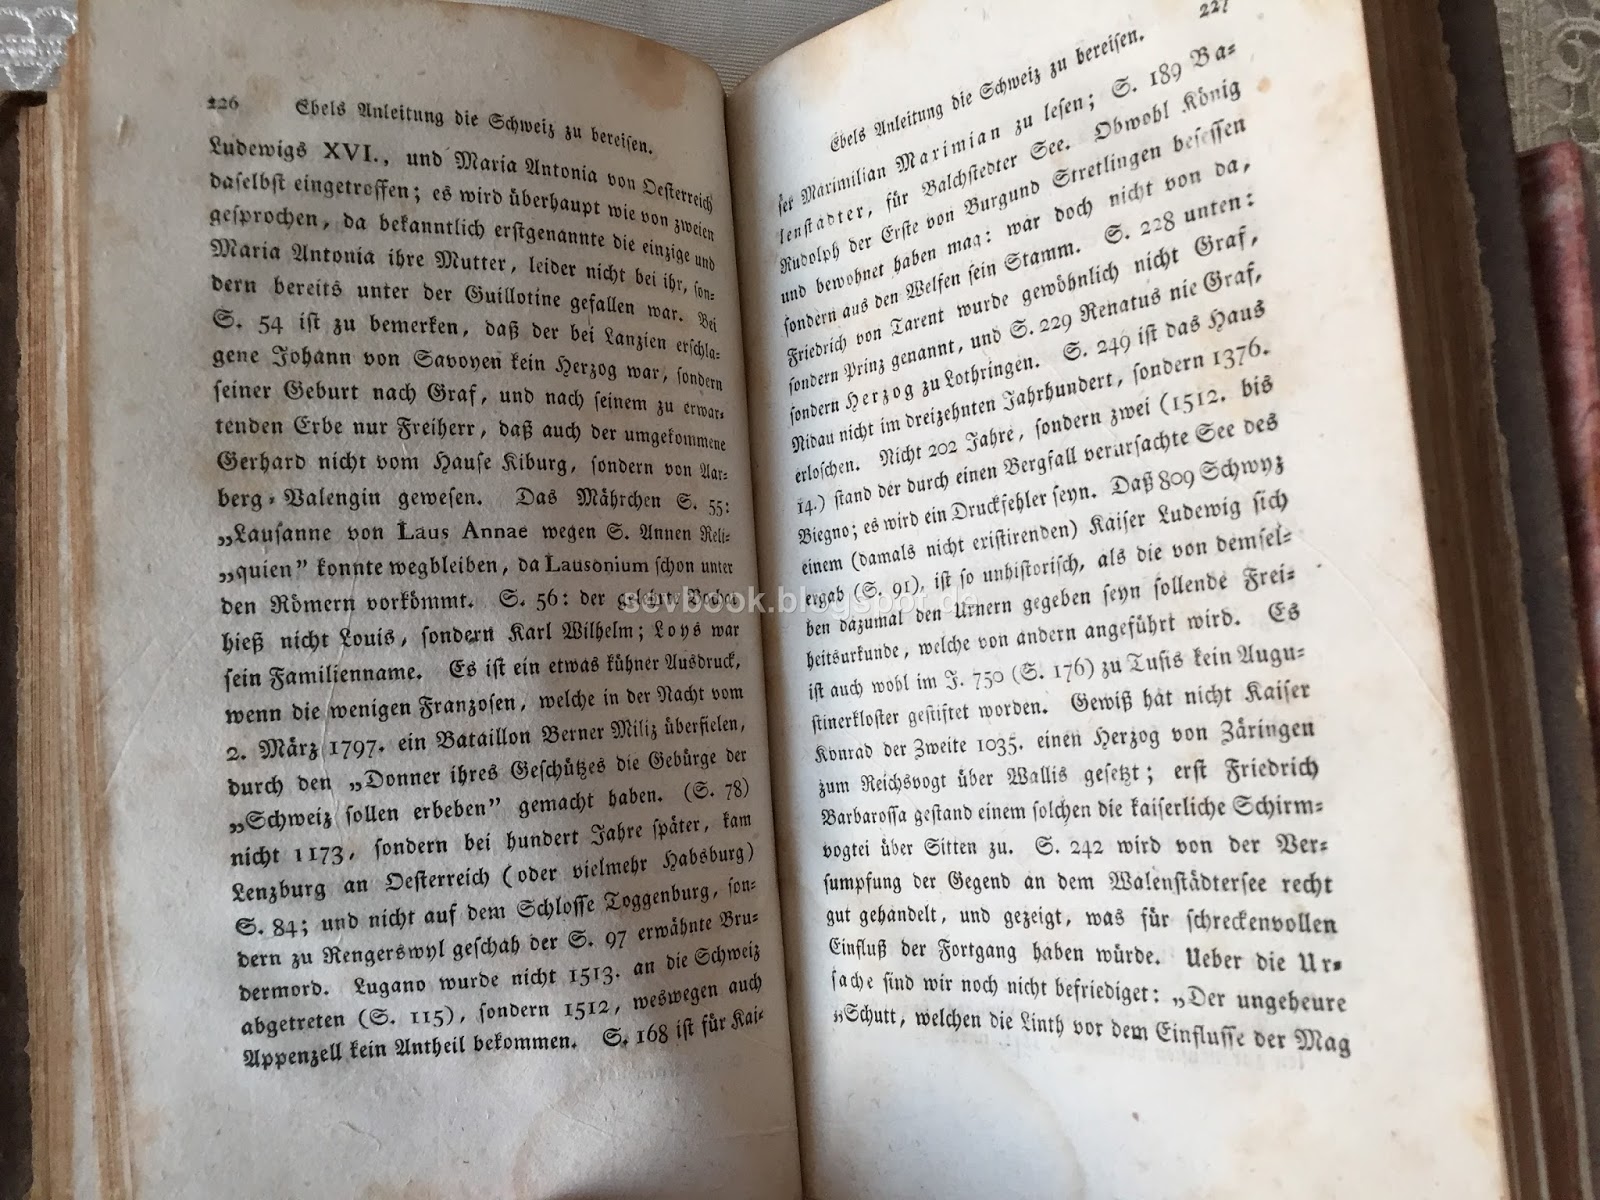 226 Ebels Anleitung die Schweiz zu bereisen.
Ludewigs XVI., und Maria Antonia von Oesterreich
daselbst eingetroffen; es wird überhaupt wie von zweien
gesprochen, da bekanntlich erstgenannte die einzige und
Maria Antonia ihre Mutter, leider nicht bei ihr, son-
dern bereits unter der Guillotine gefallen war. Bei
S. 54 ist zu bemerken, daß der bei Lanzien erschla-
gene Johann von Savoyen kein Herzog war, sondern
seiner Geburt nach Graf, und nach seinem zu erwar-
tenden Erbe nur Freiherr, daß auch der umgekommene
Gerhard nicht vom Hause Kiburg, sondern von Aar-
berg-Valengin gewesen. Das Mährchen S. 55:
„Lausanne von Laus Annae wegen S. Annen Reli-
„quien” konnte wegbleiben, da Lausonium schon unter
den Römern vorkömmt. S. 56: der gelehrte Bochat
hieß nicht Louis, sondern Karl Wilhelm; Loys war
sein Familienname. Es ist ein etwas kühner Ausdruck,
wenn die wenigen Franzosen, welche in der Nacht vom
2. März 1797. ein Bataillon Berner Miliz überfielen,
durch den „Donner ihres Geschützes die Gebürge der
„Schweiz sollen erbeben” gemacht haben. (S. 78)
nicht 1173, sondern bei hundert Jahre später, kam
Lenzburg an Oesterreich (oder vielmehr Habsburg)
S. 84; und nicht auf dem Schlosse Toggenburg, son-
dern zu Rengerswyl geschah der S. 97 erwähnte Bru-
dermord. Lugano wurde nicht 1513. an die Schweiz
abgetreten (S. 115), sondern 1512, weswegen auch
Appenzell kein Antheil bekommen. S. 168 ist für Kai-
227
Ebels Anleitung die Schweiz zu bereisen.
ser Maximilian Maximian zu lesen; S. 189 Ba-
lenstädter, für Balchstedter See. Obwohl König
Rudolph der Erste von Burgund Stretlingen besessen
und bewohnet haben mag: war doch nicht von da,
sondern aus den Welfen sein Stamm. S. 228 unten:
Friedrich von Tarent wurde gewöhnlich nicht Graf,
sondern Prinz genannt, und S. 229 Renatus nie Graf,
sondern Herzog zu Lothringen. S. 249 ist das Haus
Nidau nicht im dreizehnten Jahrhundert, sondern 1376.
erloschen. Nicht 202 Jahre, sondern zwei (1512. bis
14.) stand der durch einen Bergfall verursachte See des
Biegno; es wird ein Druckfehler seyn. Daß 809 Schwyz
einem (damals nicht existirenden) Kaiser Ludewig sich
ergab (S. 91), ist so unhistorisch, als die von demsel-
ben dazumal den Urnern gegeben seyn sollende Frei-
heitsurkunde, welche von andern angeführt wird. Es
ist auch wohl im J. 750 (S. 176) zu Tusis kein Augu-
stinerkloster gestiftet worden. Gewiß hat nicht Kaiser
Konrad der Zweite 1035. einen Herzog von Zäringen
zum Reichsvogt über Wallis gesetzt; erst Friedrich
Barbarossa gestand einem solchen die kaiserliche Schirm-
vogtei über Sitten zu. S. 242 wird von der Ver-
sumpfung der Gegend an dem Walenstädtersee recht
gut gehandelt, und gezeigt, was für schreckenvollen
Einfluß der Fortgang haben würde. Ueber die Ur-
sache sind wir noch nicht befriediget: „Der ungeheure
„Schutt, welchen die Linth vor dem Einflusse der Mag
sevbook.blogspot.de